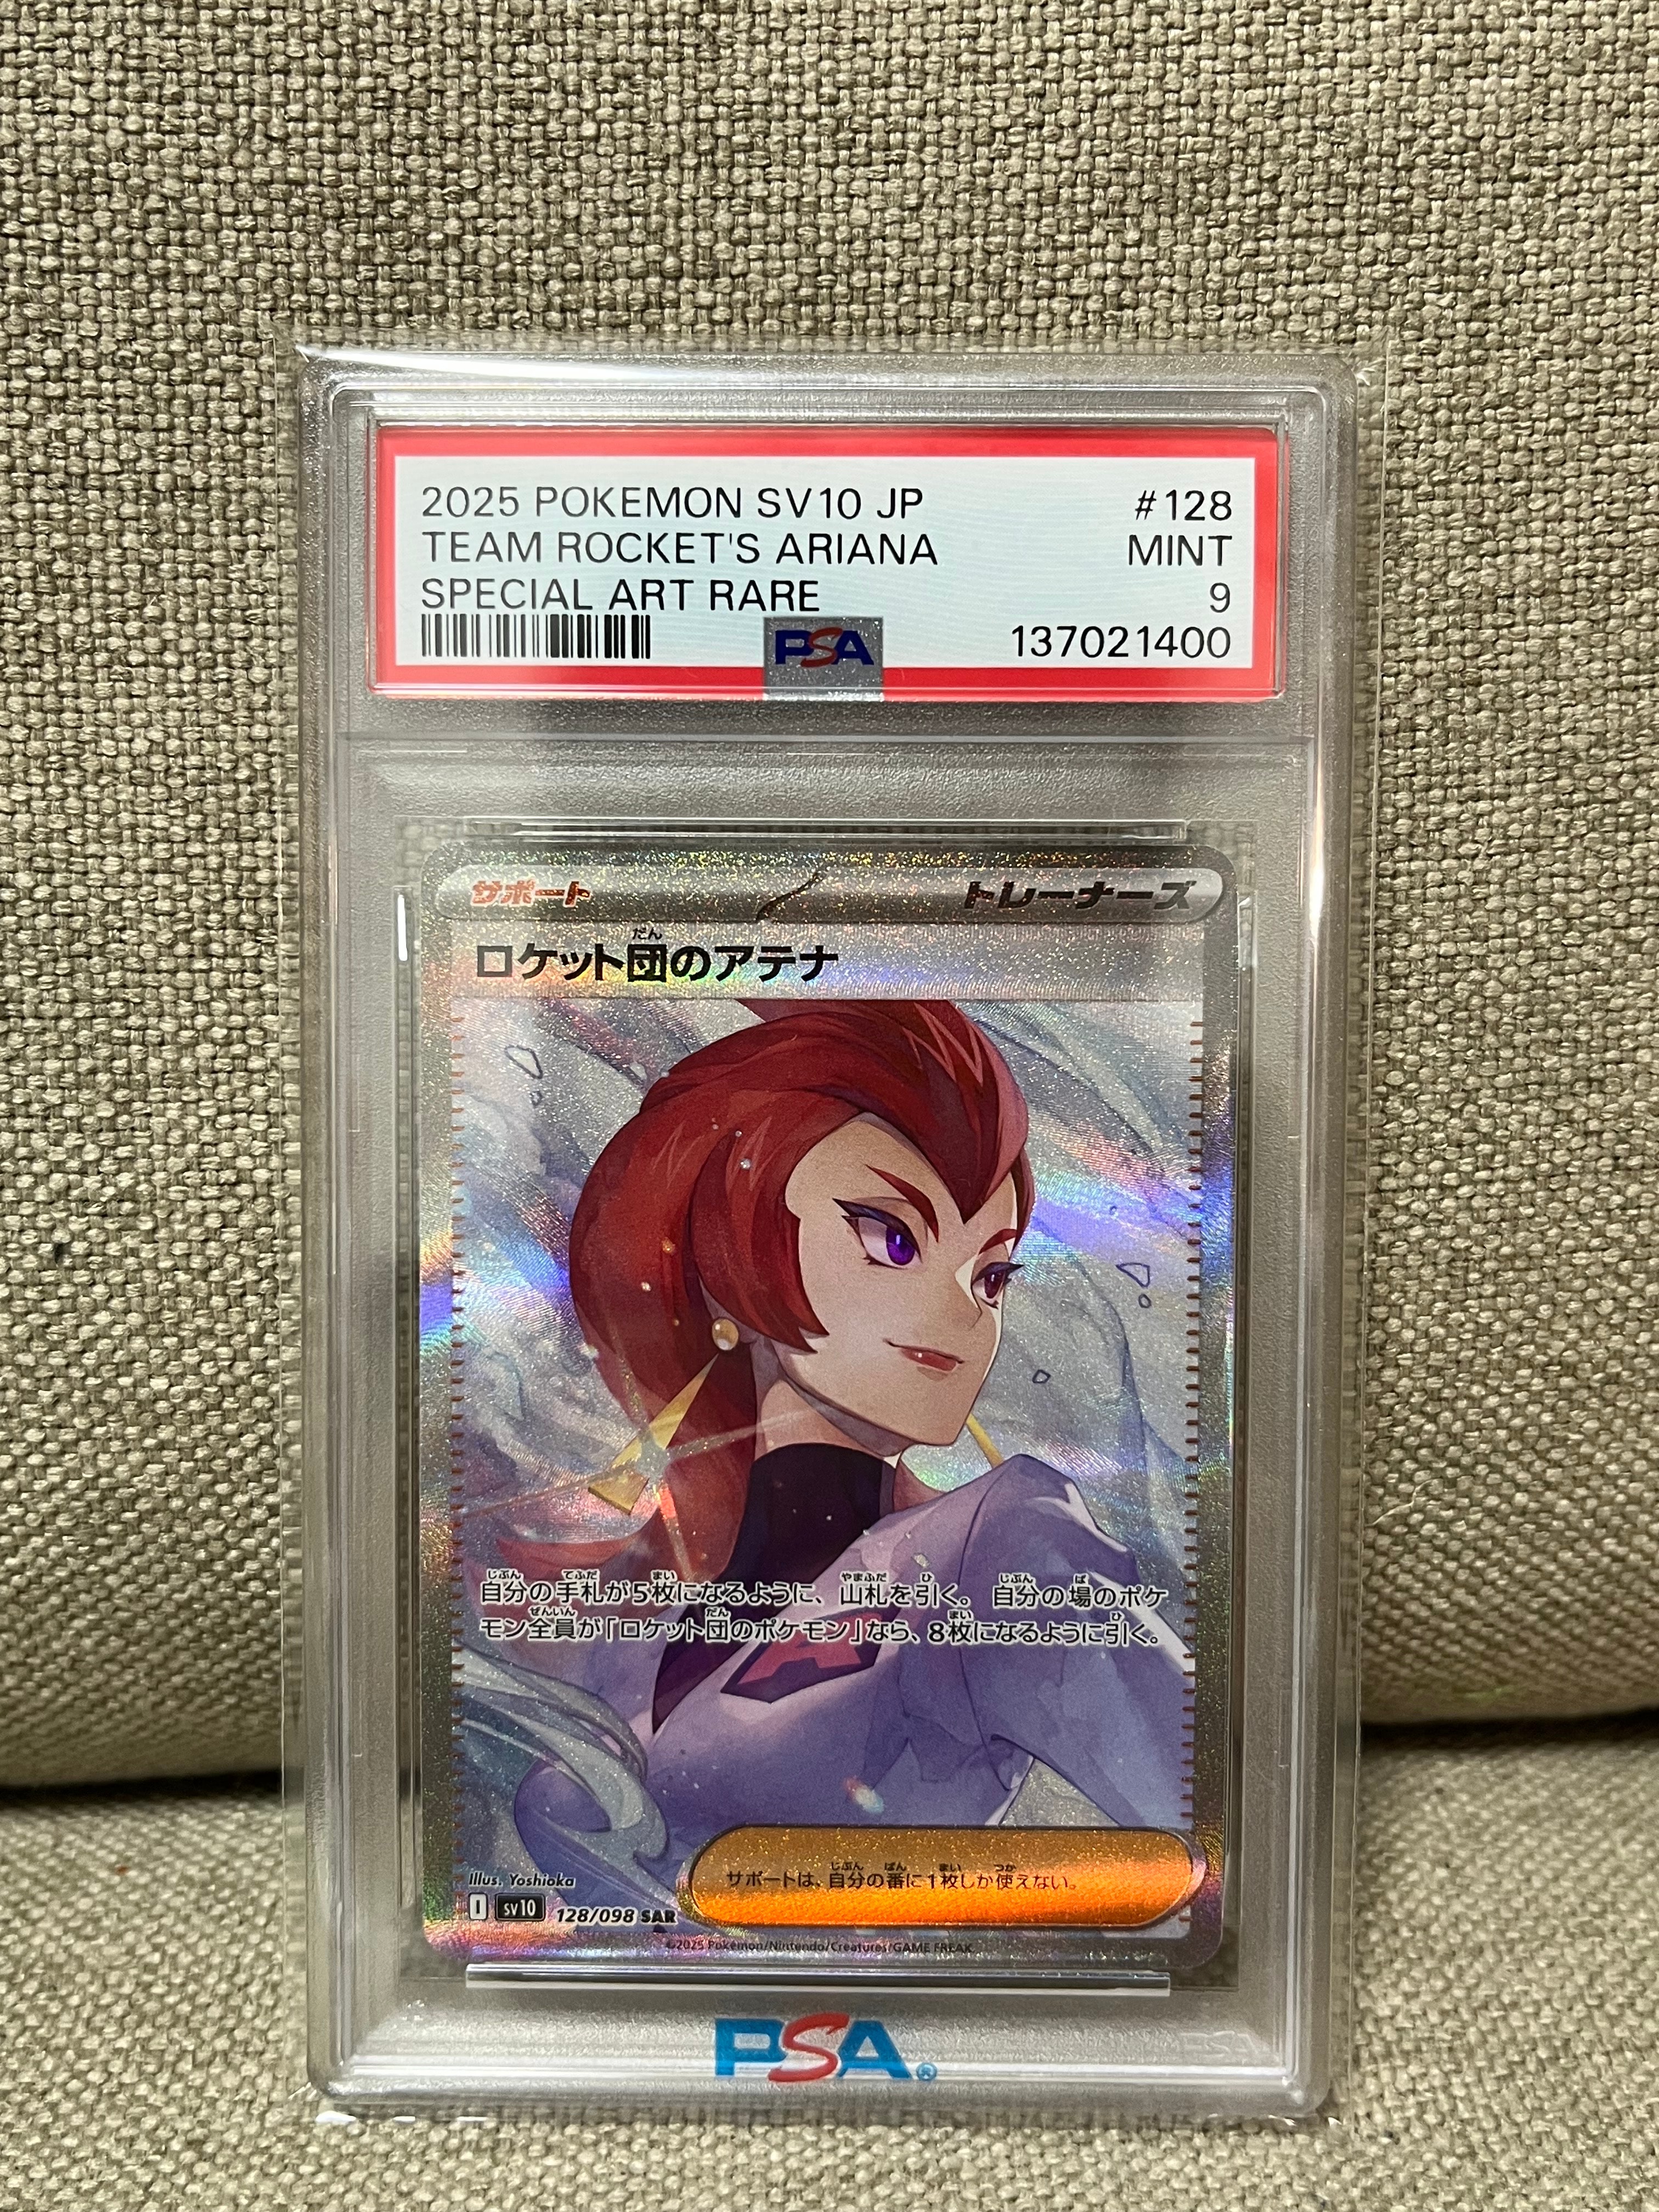 2025 POKEMON SV10 JP #128
TEAM ROCKET'S ARIANA MINT
SPECIAL ART RARE 9
PSA 137021400
サポート トレーナーズ
ロケット団のアテナ
自分の手札が5枚になるように、山札を引く。自分の場のポケ
モン全員が「ロケット団のポケモン」なら、8枚になるように引く。
サポートは、自分の番に1枚しか使えない。
Illus. Yoshioka
I sv10 128/098 SAR
©2025 Pokémon/Nintendo/Creatures/GAME FREAK
PSA®